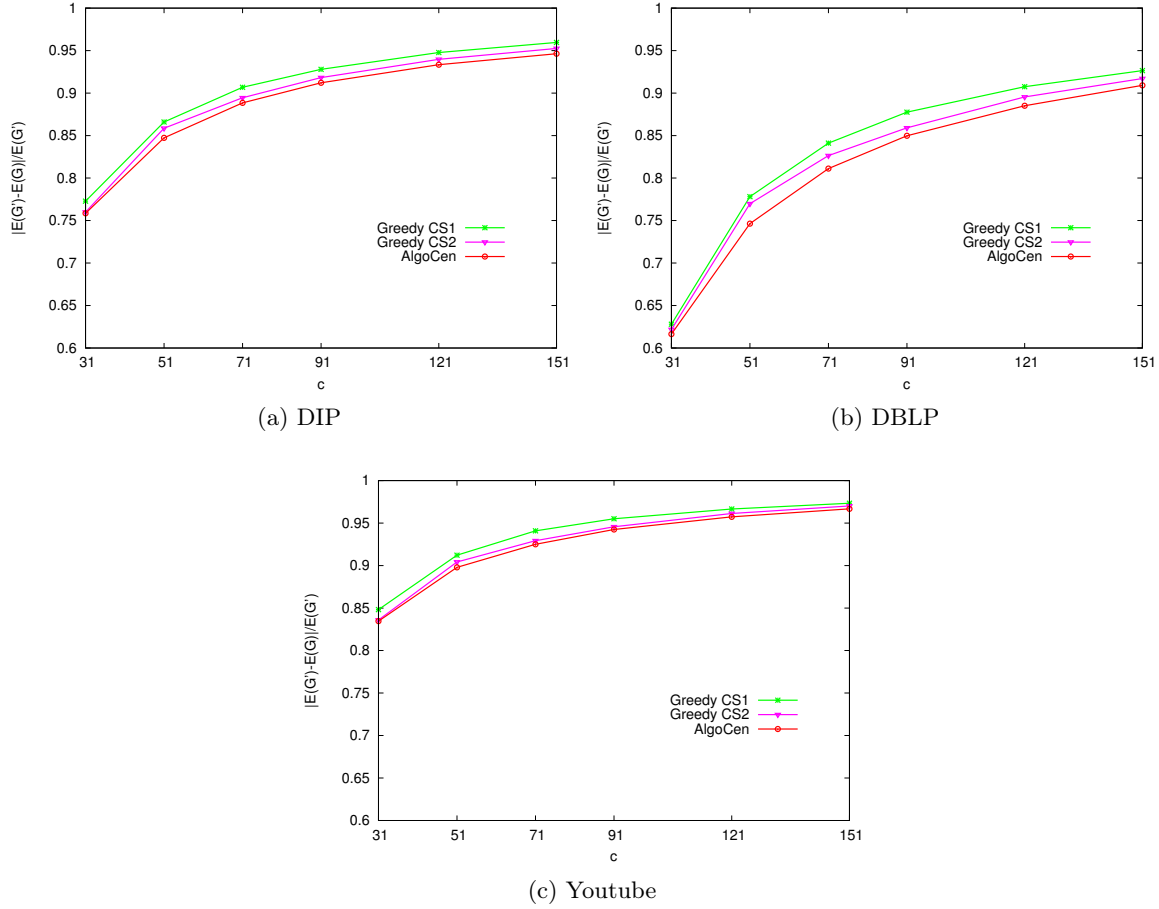 1
0.95
0.9
0.85
0.8
0.75
0.7
0.65
0.6
|E(G')-E(G)|/E(G')
Greedy CS1
Greedy CS2
AlgoCen
31 51 71 91 121 151
c
(a) DIP
1
0.95
0.9
0.85
0.8
0.75
0.7
0.65
0.6
|E(G')-E(G)|/E(G')
Greedy CS1
Greedy CS2
AlgoCen
31 51 71 91 121 151
c
(b) DBLP
1
0.95
0.9
0.85
0.8
0.75
0.7
0.65
0.6
|E(G')-E(G)|/E(G')
Greedy CS1
Greedy CS2
AlgoCen
31 51 71 91 121 151
c
(c) Youtube